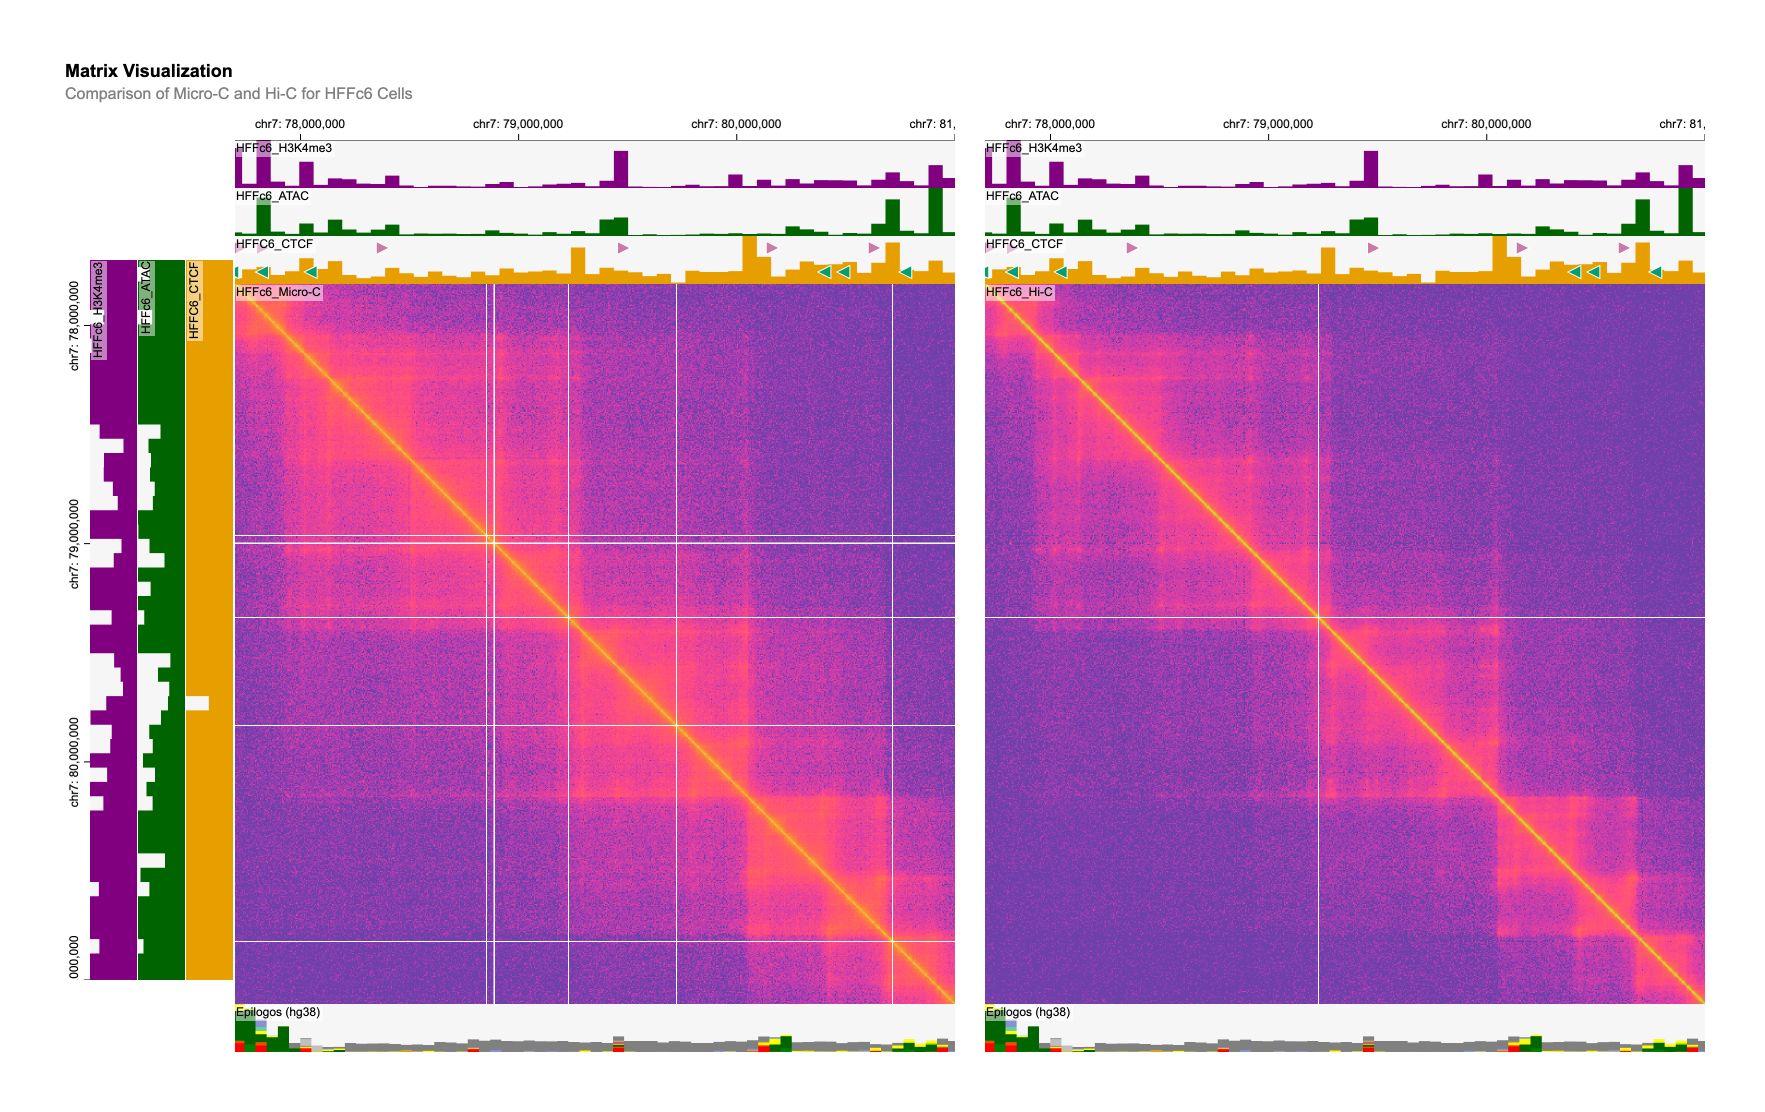 Matrix Visualization
Comparison of Micro-C and Hi-C for HFFc6 Cells
chr7: 78,000,000 chr7: 79,000,000 chr7: 80,000,000 chr7: 81,
chr7: 78,000,000 chr7: 79,000,000 chr7: 80,000,000 chr7: 81,
HFFc6_H3K4me3
HFFc6_ATAC
HFFC6_CTCF
HFFc6_Micro-C
HFFc6_H3K4me3
HFFc6_ATAC
HFFC6_CTCF
HFFc6_Hi-C
HFFc6_H3K4me3
HFFc6_ATAC
HFFC6_CTCF
chr7: 78,000,000
chr7: 79,000,000
chr7: 80,000,000
000,000
Epilogos (hg38)
Epilogos (hg38)